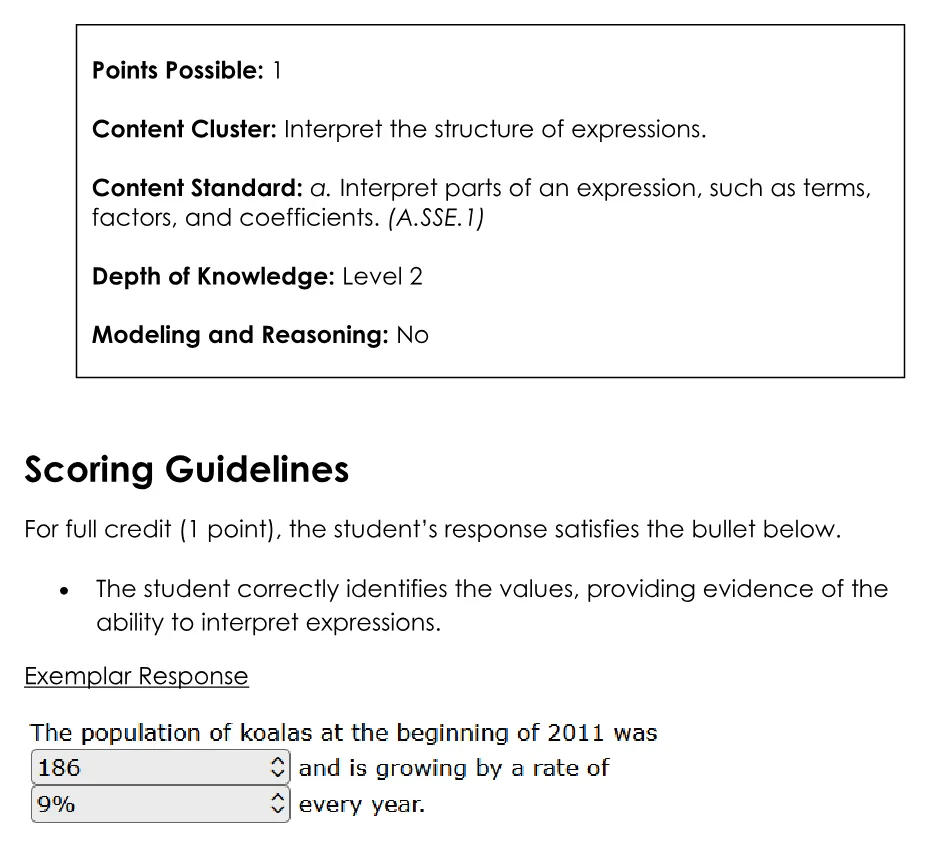 Points Possible: 1
Content Cluster: Interpret the structure of expressions.
Content Standard: a. Interpret parts of an expression, such as terms,
factors, and coefficients. (A.SSE.1)
Depth of Knowledge: Level 2
Modeling and Reasoning: No
Scoring Guidelines
For full credit (1 point), the student’s response satisfies the bullet below.
• The student correctly identifies the values, providing evidence of the
ability to interpret expressions.
Exemplar Response
The population of koalas at the beginning of 2011 was
186 and is growing by a rate of
9% every year.